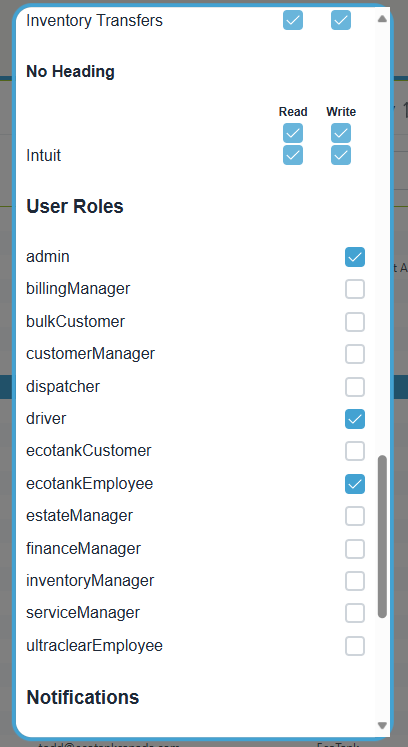 Inventory Transfers
No Heading
Read Write
Intuit
User Roles
admin
billingManager
bulkCustomer
customerManager
dispatcher
driver
ecotankCustomer
ecotankEmployee
estateManager
financeManager
inventoryManager
serviceManager
ultraclearEmployee
Notifications